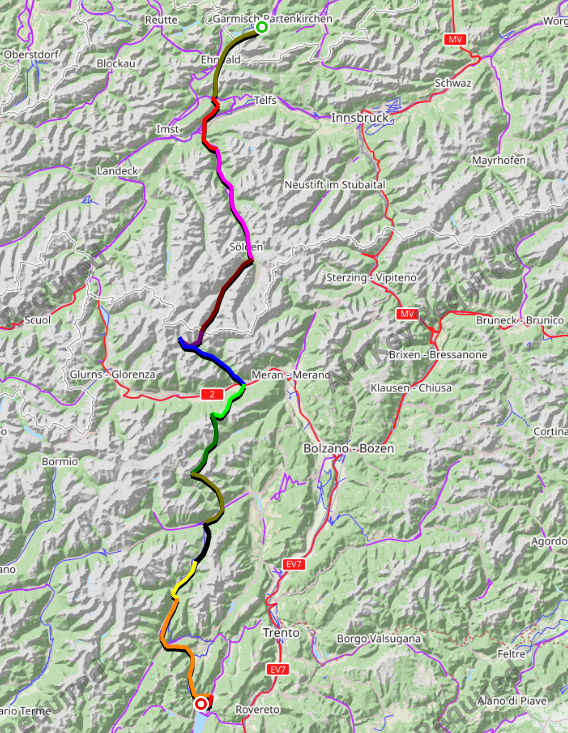 Reutte
Garmisch-Partenkirchen
MV
Wörg
Oberstdorf
Ehrwald
Blockau
Schwaz
Telfs
Innsbruck
Imst
Mayrhofen
Landeck
Neustift im Stubaital
Sölden
Sterzing - Vipiteno
Scuol
MV
Bruneck - Brunico
Brixen - Bressanone
Glurns - Glorenza
Meran - Merano
2
Klausen - Chiusa
Cortina
Bolzano - Bozen
Bormio
Agordo
EV7
Trento
Borgo Valsugana
Feltre
EV7
Alano di Piave
ario Terme
Rovereto